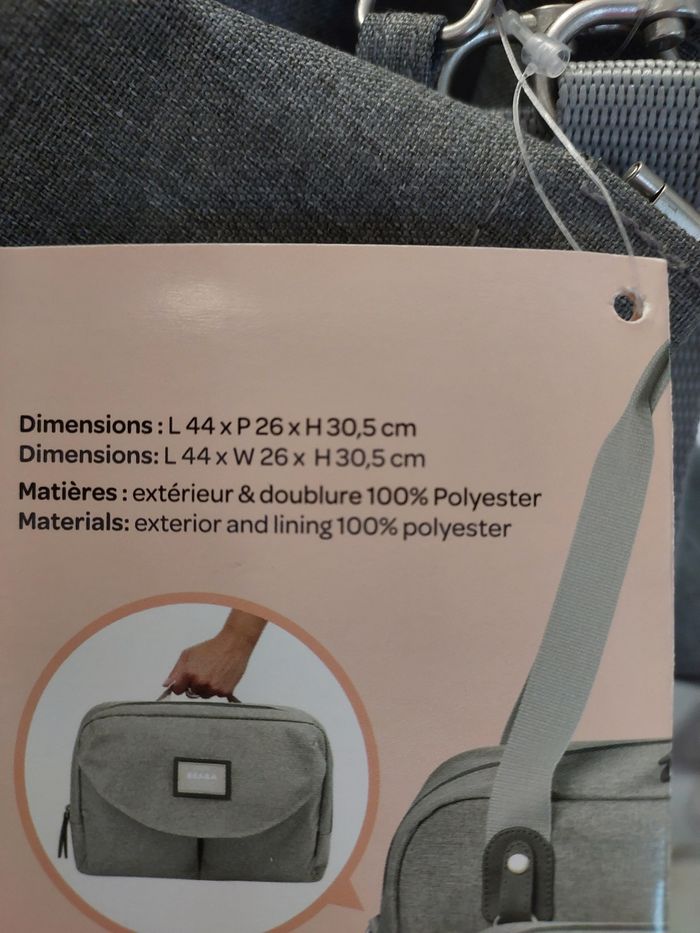 Dimensions : L 44 x P 26 x H 30,5 cm
Dimensions: L 44 x W 26 x H 30,5 cm
Matières : extérieur & doublure 100% Polyester
Materials: exterior and lining 100% polyester
BEABA